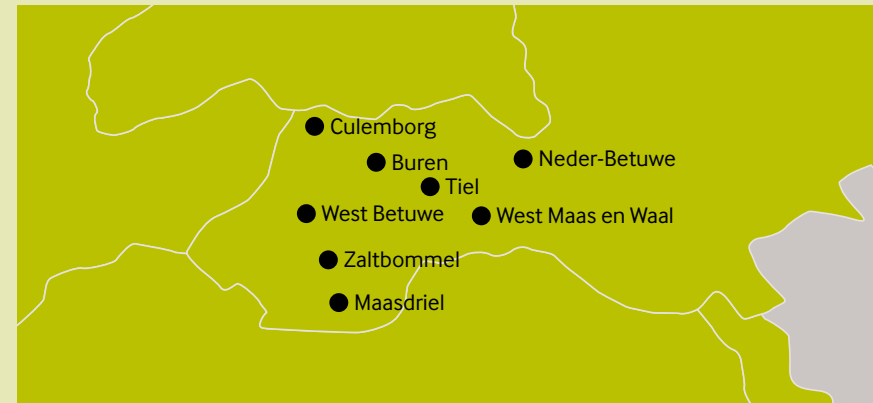 Culemborg
Buren
Neder-Betuwe
Tiel
West Betuwe
West Maas en Waal
Zaltbommel
Maasdriel